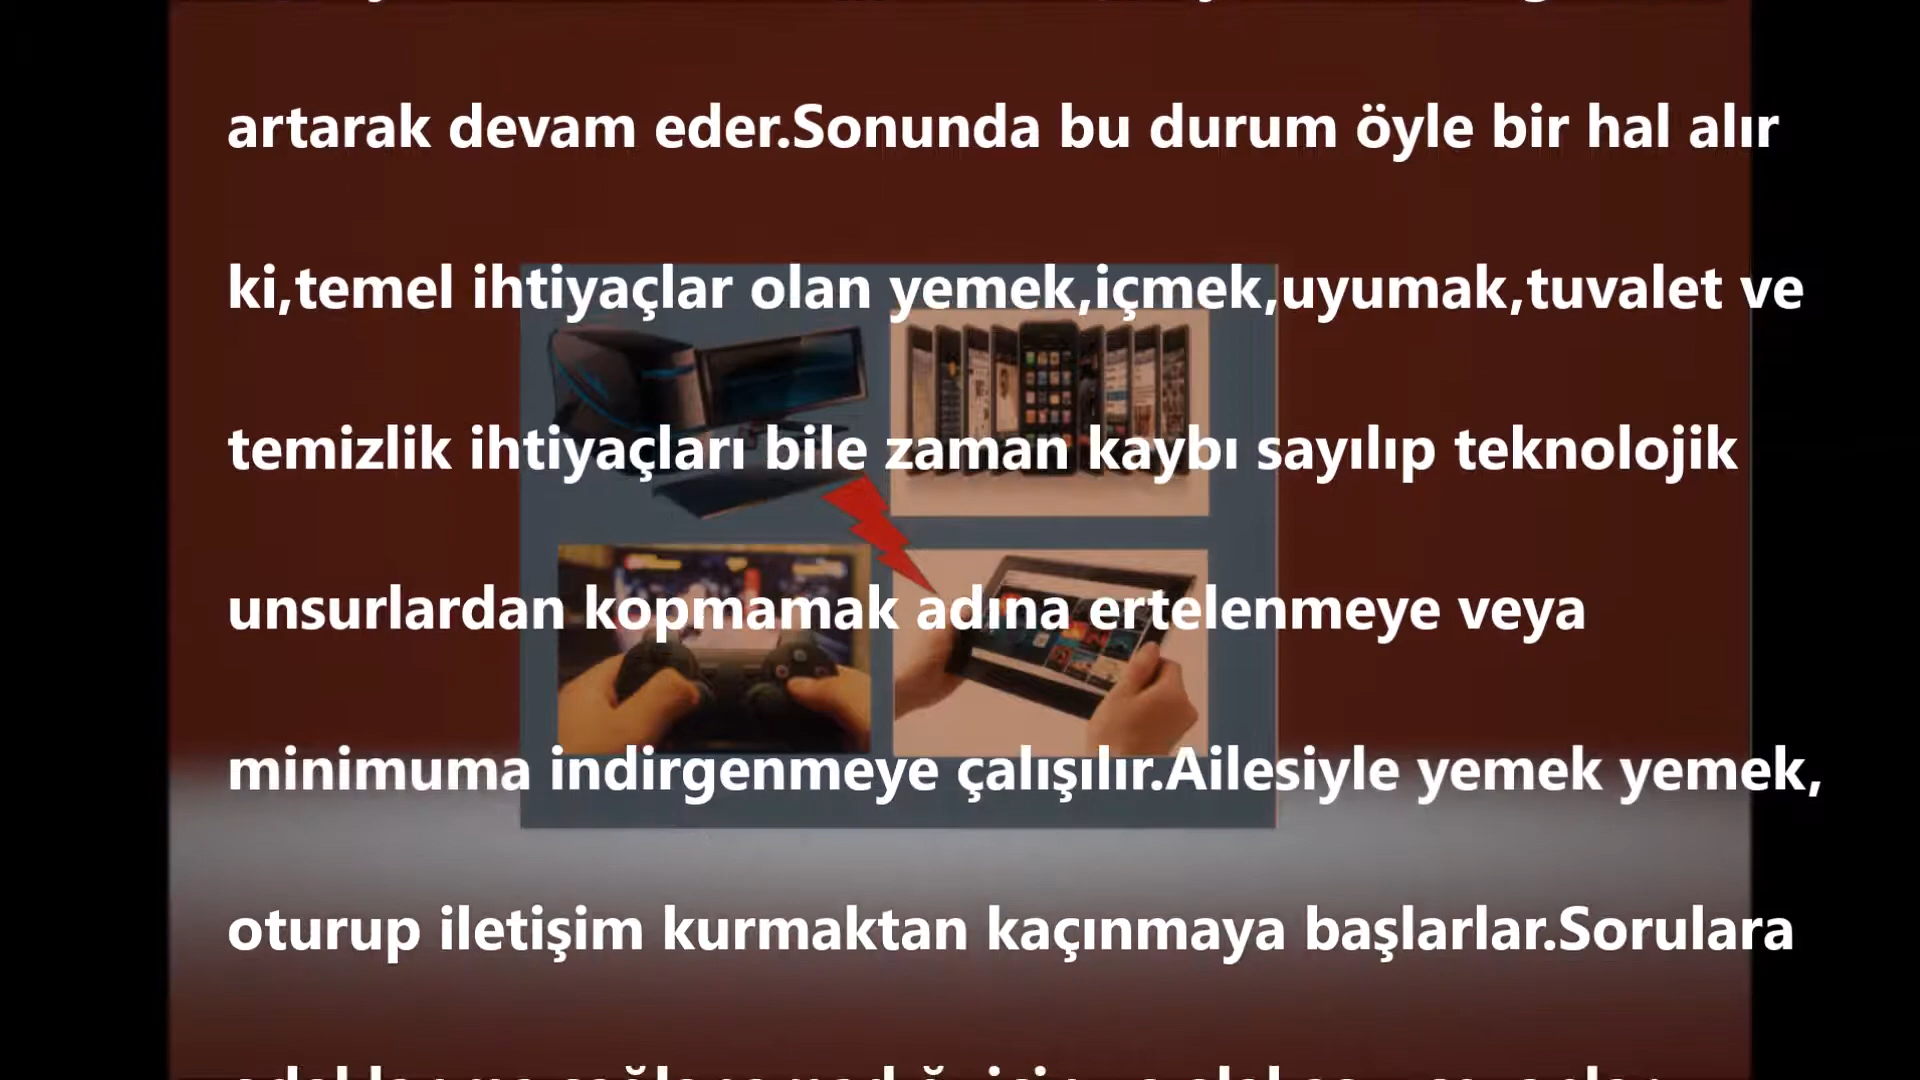 artarak devam eder.Sonunda bu durum öyle bir hal alır
ki,temel ihtiyaçlar olan yemek,içmek,uyumak,tuvalet ve
temizlik ihtiyaçları bile zaman kaybı sayılıp teknolojik
unsurlardan kopmamak adına ertelenmeye veya
minimuma indirgenmeye çalışılır.Ailesiyle yemek yemek,
oturup iletişim kurmaktan kaçınmaya başlarlar.Sorulara